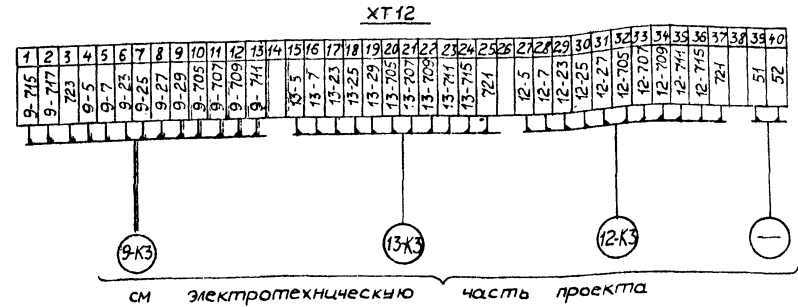 XT12
1 2 3 4 5 6 7 8 9 10 11 12 13 14 15 16 17 18 19 20 21 22 23 24 25 26 27 28 29 30 31 32 33 34 35 36 37 38 39 40
9-715 9-717 723 9-5 9-7 9-23 9-25 9-27 9-29 9-705 9-707 9-709 9-711 13-5 13-7 13-23 13-25 13-29 13-705 13-707 13-709 13-711 13-715 721 12-5 12-7 12-23 12-25 12-27 12-705 12-707 12-709 12-711 12-715 721 51 52
9-К3 13-К3 12-К3 —
см электротехническую часть проекта